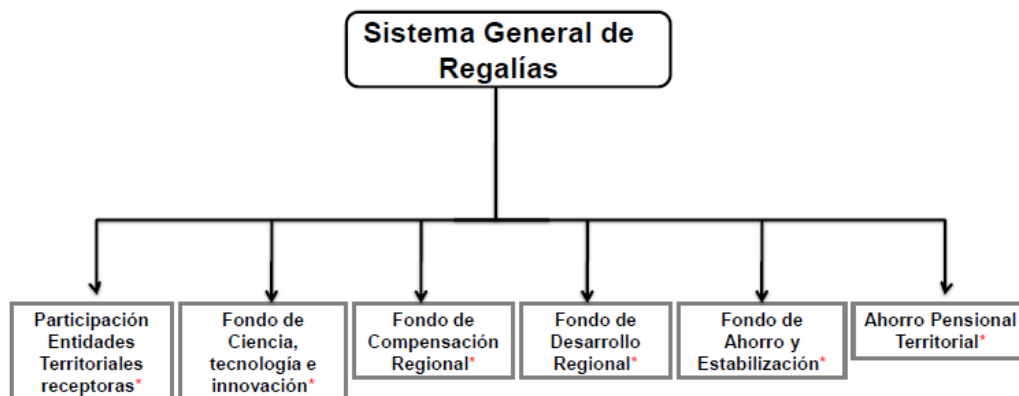 Sistema General de
Regalías
Participación
Entidades
Territoriales
receptoras*
Fondo de
Ciencia,
tecnología e
innovación*
Fondo de
Compensación
Regional*
Fondo de
Desarrollo
Regional*
Fondo de
Ahorro y
Estabilización*
Ahorro Pensional
Territorial*